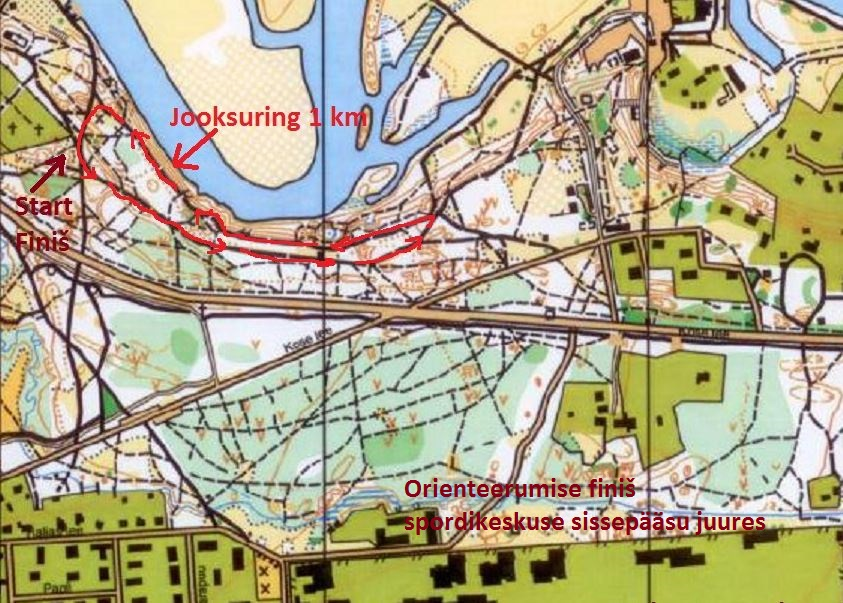 Jooksuring 1 km
Start
Finiš
Kose tee
Orienteerumise finiš
spordikeskuse sissepääsu juures